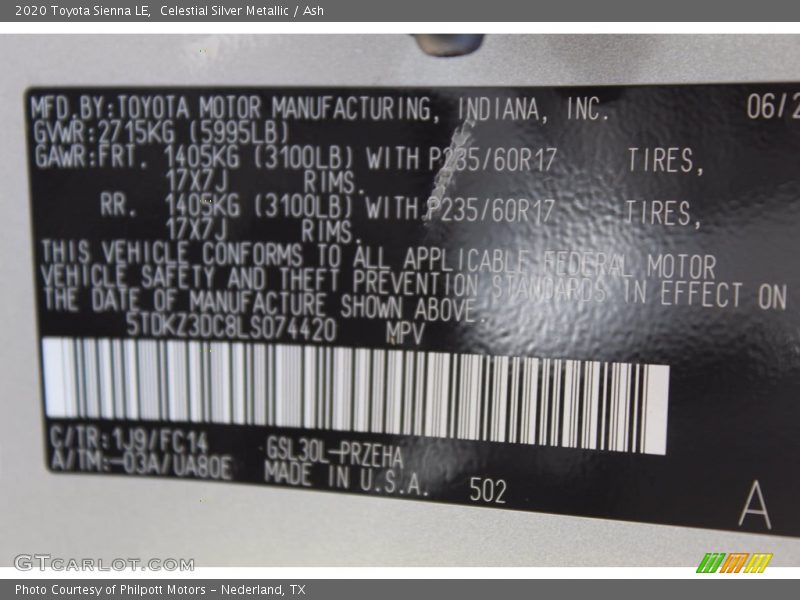 2020 Toyota Sienna LE, Celestial Silver Metallic / Ash
MFD.BY:TOYOTA MOTOR MANUFACTURING, INDIANA, INC. 06/2
GVWR:2715KG (5995LB)
GAWR:FRT. 1405KG (3100LB) WITH P235/60R17 TIRES,
17X7J RIMS.
RR. 1405KG (3100LB) WITH P235/60R17 TIRES,
17X7J RIMS.
THIS VEHICLE CONFORMS TO ALL APPLICABLE FEDERAL MOTOR
VEHICLE SAFETY AND THEFT PREVENTION STANDARDS IN EFFECT ON
THE DATE OF MANUFACTURE SHOWN ABOVE.
5TDKZ3DC8LS074420 MPV
C/TR:1J9/FC14 GSL30L-PRZEHA
A/TM:-03A/UA80E MADE IN U.S.A. 502
A
GTCARLOT.COM
Photo Courtesy of Philpott Motors - Nederland, TX